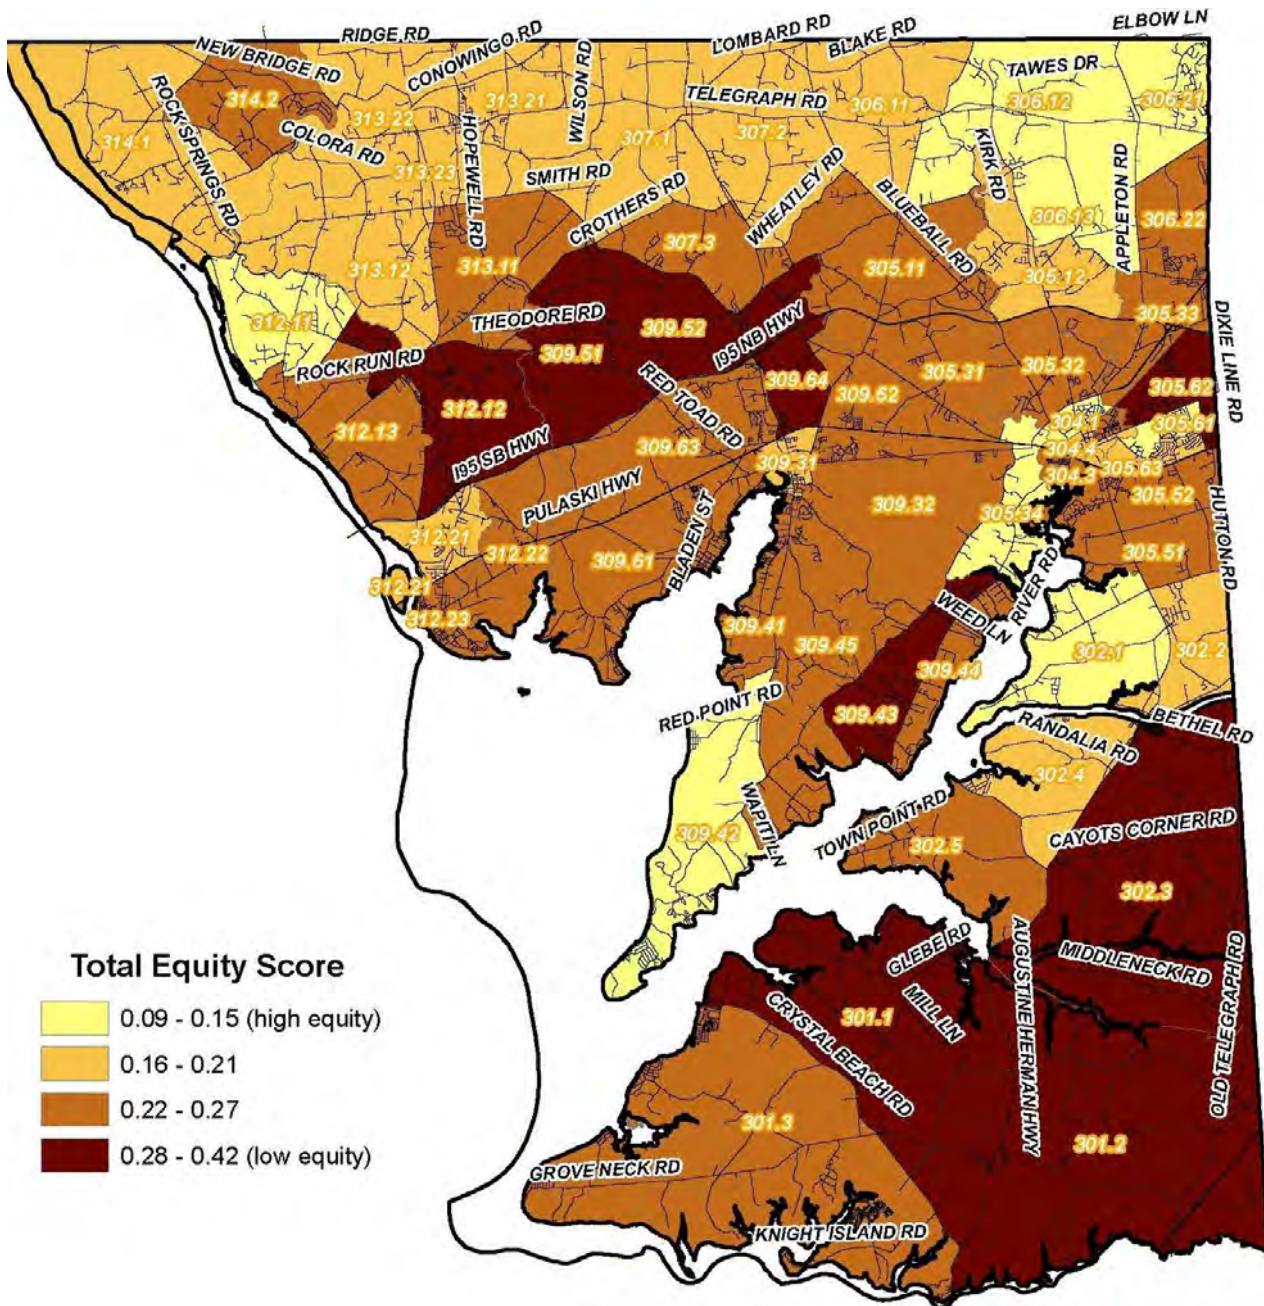 ELBOW LN
RIDGE RD
LOMBARD RD
BLAKE RD
NEW BRIDGE RD
CONOWINGO RD
WILSON RD
TAWES DR
ROCK SPRINGS RD
314.2
313.21
TELEGRAPH RD
306.11
306.12
306.21
314.1
COLORA RD
313.22
HOPEWELL RD
307.1
307.2
KIRK RD
313.23
SMITH RD
CROTHERS RD
WHEATLEY RD
BLUEBALL RD
APPLETON RD
306.13
306.22
313.12
313.11
307.3
305.11
305.12
312.11
THEODORE RD
309.52
I95 NB HWY
305.33
DIXIE LINE RD
ROCK RUN RD
309.51
RED TOAD RD
309.64
309.62
305.31
305.32
305.62
312.12
312.13
I95 SB HWY
309.63
309.31
304.1
305.61
304.4
304.3
305.63
PULASKI HWY
BLADEN ST
309.32
305.34
305.52
HUTTON RD
312.21
312.22
309.61
305.51
312.21
312.23
RIVER RD
WEED LN
309.41
309.45
309.44
302.1
302.2
RED POINT RD
309.43
RANDALIA RD
BETHEL RD
302.4
WAPITI LN
TOWN POINT RD
CAYOTS CORNER RD
309.42
302.5
302.3
Total Equity Score
0.09 - 0.15 (high equity)
0.16 - 0.21
0.22 - 0.27
0.28 - 0.42 (low equity)
GLEBE RD
AUGUSTINE HERMAN HWY
MIDDLENECK RD
OLD TELEGRAPH RD
MILL LN
CRYSTAL BEACH RD
301.1
301.3
301.2
GROVE NECK RD
KNIGHT ISLAND RD